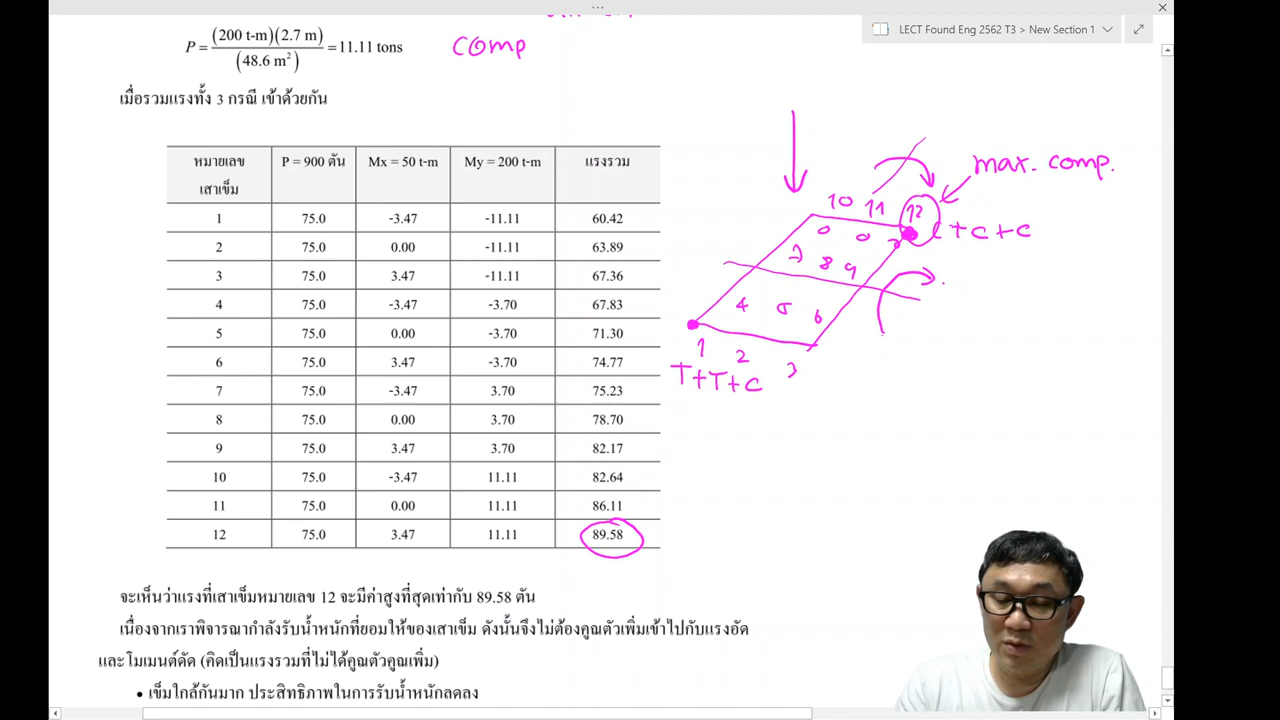 LECT Found Eng 2562 T3 > New Section 1
P = (200 t-m)(2.7 m) / (48.6 m²) = 11.11 tons
comp
เมื่อรวมแรงทั้ง 3 กรณี เข้าด้วยกัน
หมายเลขเสาเข็ม P = 900 ตัน Mx = 50 t-m My = 200 t-m แรงรวม
1 75.0 -3.47 -11.11 60.42
2 75.0 0.00 -11.11 63.89
3 75.0 3.47 -11.11 67.36
4 75.0 -3.47 -3.70 67.83
5 75.0 0.00 -3.70 71.30
6 75.0 3.47 -3.70 74.77
7 75.0 -3.47 3.70 75.23
8 75.0 0.00 3.70 78.70
9 75.0 3.47 3.70 82.17
10 75.0 -3.47 11.11 82.64
11 75.0 0.00 11.11 86.11
12 75.0 3.47 11.11 89.58
max. comp.
10 11 12
C+C+C
7 8 9
4 5 6
1 2 3
T+T+C
จะเห็นว่าแรงที่เสาเข็มหมายเลข 12 จะมีค่าสูงที่สุดเท่ากับ 89.58 ตัน
เนื่องจากเราพิจารณากำลังรับน้ำหนักที่ยอมให้ของเสาเข็ม ดังนั้นจึงไม่ต้องคูณตัวเพิ่มเข้าไปกับแรงอัด
และโมเมนต์ดัด (คิดเป็นแรงรวมที่ไม่ได้คูณตัวคูณเพิ่ม)
• เข็มใกล้กันมาก ประสิทธิภาพในการรับน้ำหนักลดลง